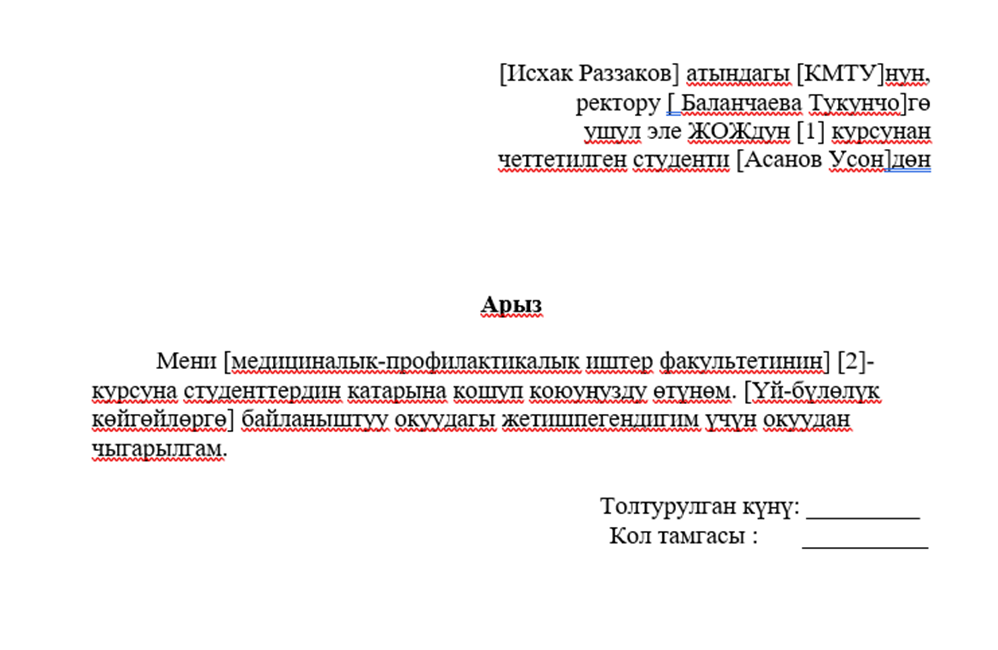 [Исхак Раззаков] атындагы [КМТУ]нун,
ректору [ Баланчаева Тукунчо]гө
ушул эле ЖОЖдун [1] курсунан
четтетилген студенти [Асанов Усон]дөн
Арыз
Мени [медициналык-профилактикалык иштер факультетинин] [2]-
курсуна студенттердин катарына кошуп коюуңузду өтүнөм. [Үй-бүлөлүк
көйгөйлөргө] байланыштуу окуудагы жетишпегендигим үчүн окуудан
чыгарылгам.
Толтурулган күнү: _________
Кол тамгасы : __________